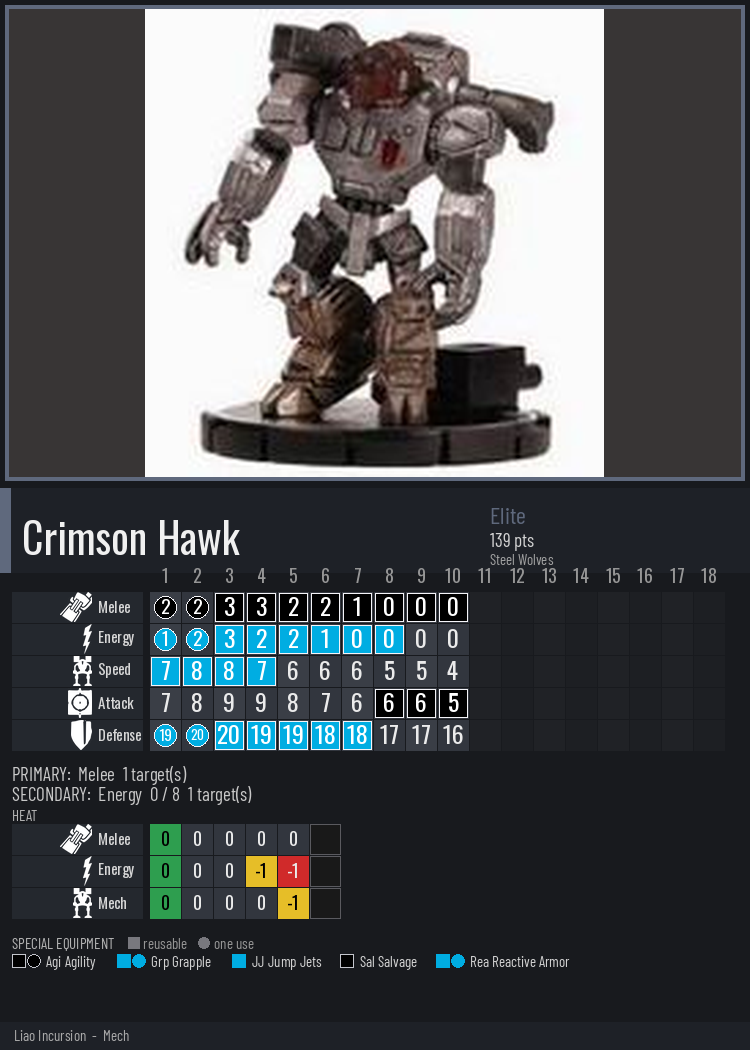 Crimson Hawk
Elite
139 pts
Steel Wolves
1 2 3 4 5 6 7 8 9 10 11 12 13 14 15 16 17 18
Melee 2 2 3 3 2 2 1 0 0 0
Energy 1 2 3 2 2 1 0 0 0 0
Speed 7 8 8 7 6 6 6 5 5 4
Attack 7 8 9 9 8 7 6 6 6 5
Defense 19 20 20 19 19 18 18 17 17 16
PRIMARY: Melee 1 target(s)
SECONDARY: Energy 0 / 8 1 target(s)
HEAT
Melee 0 0 0 0 0
Energy 0 0 0 -1 -1
Mech 0 0 0 0 -1
SPECIAL EQUIPMENT reusable one use
Agi Agility Grp Grapple JJ Jump Jets Sal Salvage Rea Reactive Armor
Liao Incursion - Mech